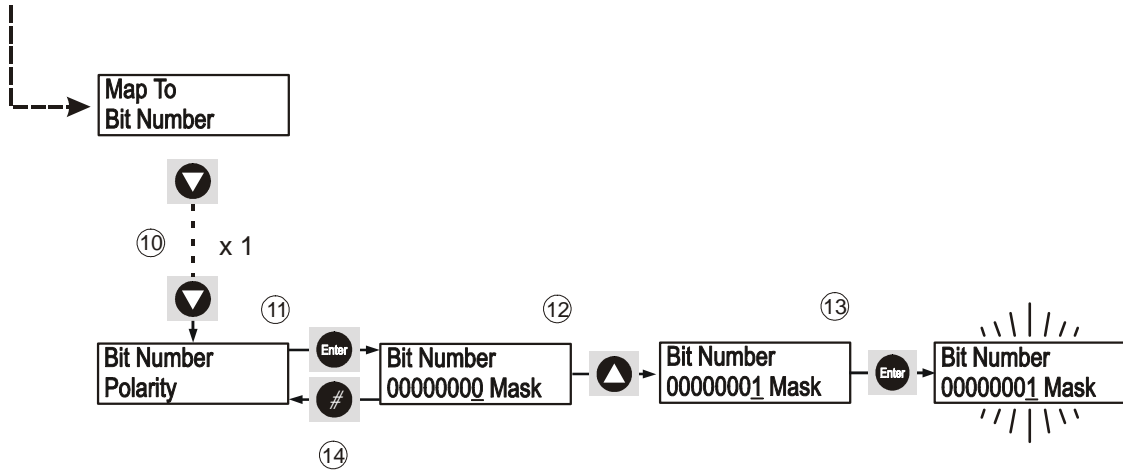 Map To
Bit Number
⑩
x 1
⑪
⑫
⑬
Bit Number
Polarity
Enter
#
Bit Number
00000000 Mask
Bit Number
00000001 Mask
Enter
Bit Number
00000001 Mask
⑭